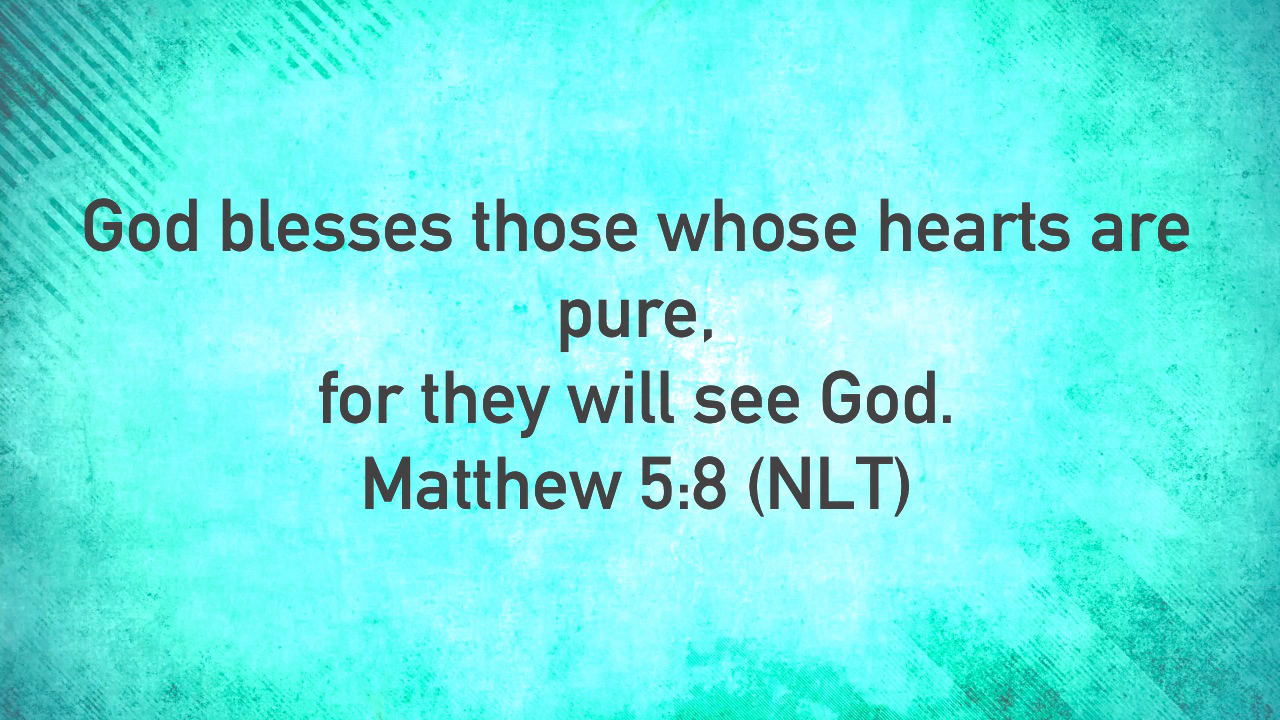 God blesses those whose hearts are
pure,
for they will see God.
Matthew 5:8 (NLT)